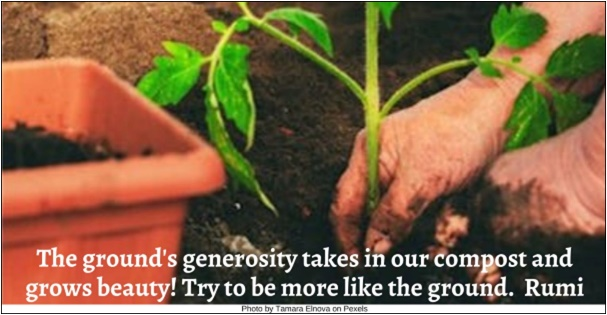 The ground's generosity takes in our compost and
grows beauty! Try to be more like the ground.  Rumi
Photo by Tamara Elnova on Pexels